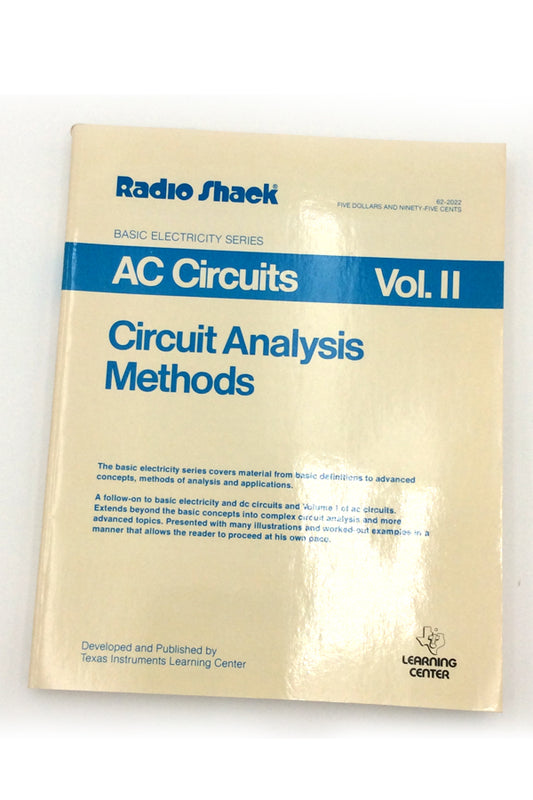 Radio Shack®
62-2022
FIVE DOLLARS AND NINETY-FIVE CENTS
BASIC ELECTRICITY SERIES
AC Circuits Vol. II
Circuit Analysis
Methods
The basic electricity series covers material from basic definitions to advanced
concepts, methods of analysis and applications.
A follow-on to basic electricity and dc circuits and Volume I of ac circuits.
Extends beyond the basic concepts into complex circuit analysis and more
advanced topics. Presented with many illustrations and worked-out examples in a
manner that allows the reader to proceed at his own pace.
Developed and Published by
Texas Instruments Learning Center
LEARNING
CENTER